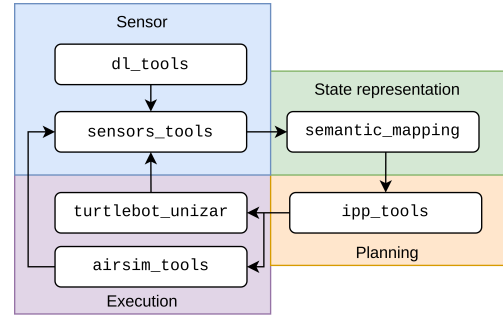 Sensor
dl_tools
State representation
sensors_tools
semantic_mapping
turtlebot_unizar
ipp_tools
airsim_tools
Planning
Execution